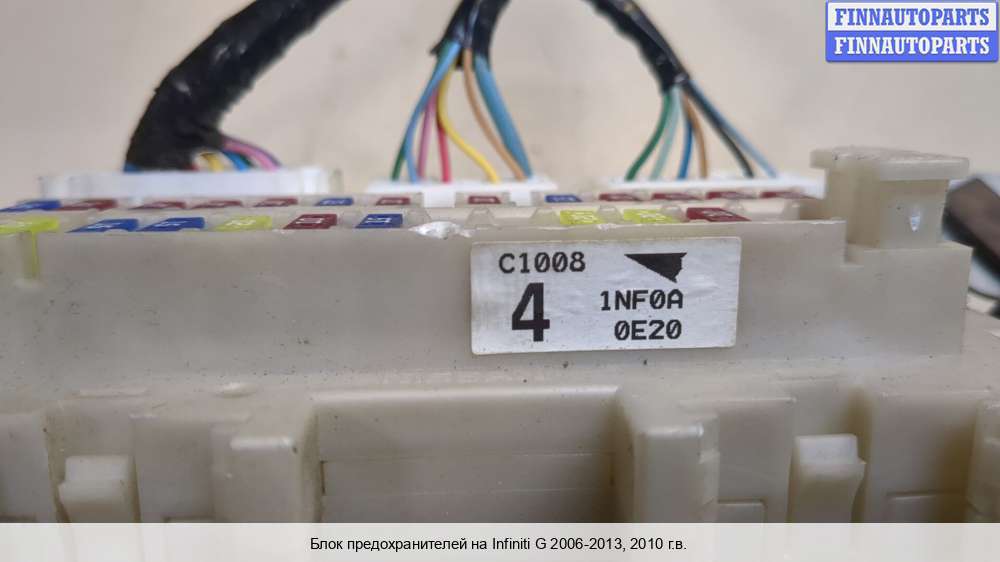 FINNAUTOPARTS
FINNAUTOPARTS
C1008
4 1NF0A
0E20
Блок предохранителей на Infiniti G 2006-2013, 2010 г.в.